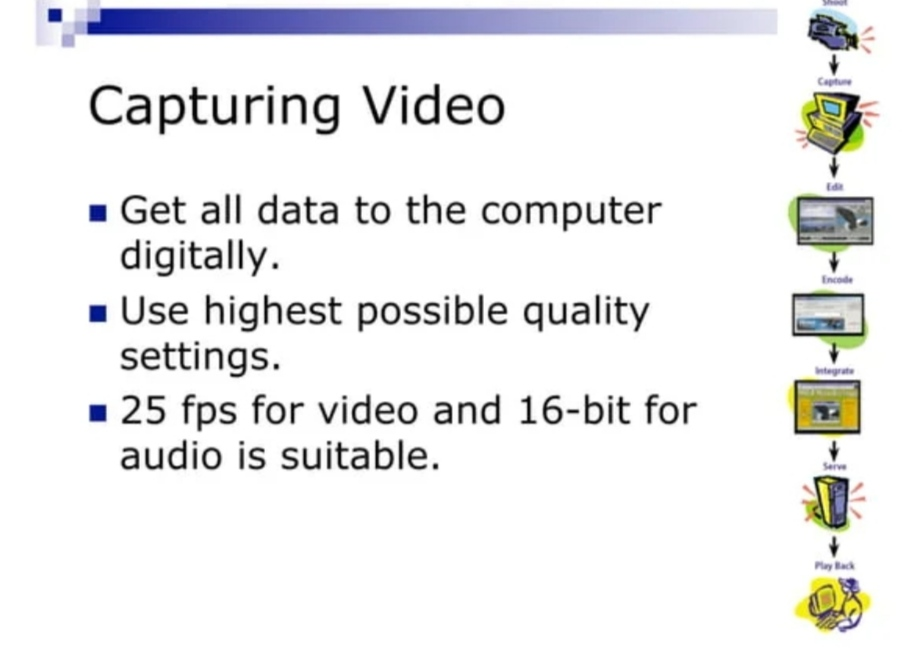 Shoot
Capturing Video
Get all data to the computer
digitally.
Use highest possible quality
settings.
25 fps for video and 16-bit for
audio is suitable.
Capture
Edit
Encode
Integrate
Serve
Play Back